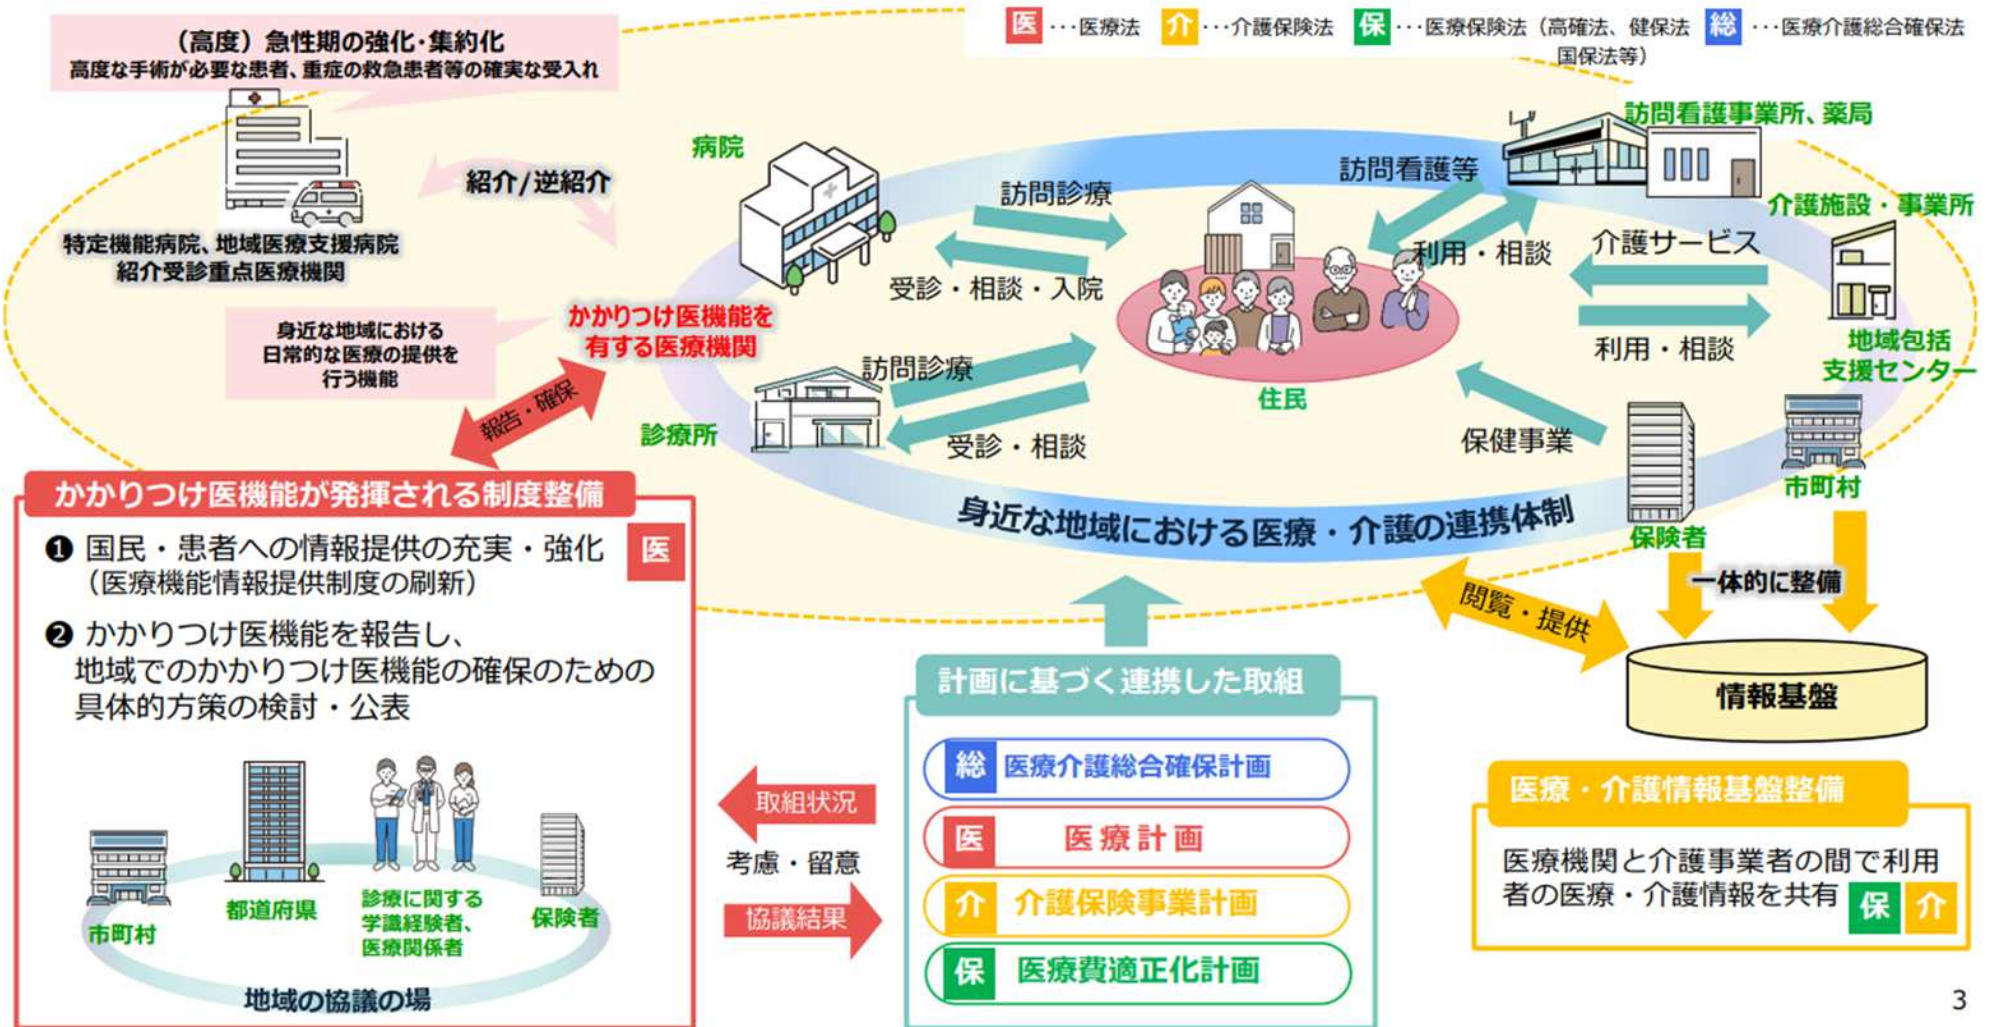 医…医療法 介…介護保険法 保…医療保険法（高確法、健保法
国保法等） 総…医療介護総合確保法
（高度）急性期の強化・集約化
高度な手術が必要な患者、重症の救急患者等の確実な受入れ
紹介/逆紹介
特定機能病院、地域医療支援病院
紹介受診重点医療機関
身近な地域における
日常的な医療の提供を
行う機能
かかりつけ医機能を
有する医療機関
報告・確保
病院
訪問診療
受診・相談・入院
診療所
訪問診療
受診・相談
住民
訪問看護等
利用・相談
訪問看護事業所、薬局
介護施設・事業所
介護サービス
利用・相談
地域包括
支援センター
保健事業
保険者
市町村
身近な地域における医療・介護の連携体制
一体的に整備
閲覧・提供
情報基盤
かかりつけ医機能が発揮される制度整備
❶ 国民・患者への情報提供の充実・強化 医
（医療機能情報提供制度の刷新）
❷ かかりつけ医機能を報告し、
地域でのかかりつけ医機能の確保のための
具体的方策の検討・公表
市町村
都道府県
診療に関する
学識経験者、
医療関係者
保険者
地域の協議の場
取組状況
考慮・留意
協議結果
計画に基づく連携した取組
総 医療介護総合確保計画
医 医療計画
介 介護保険事業計画
保 医療費適正化計画
医療・介護情報基盤整備
医療機関と介護事業者の間で利用
者の医療・介護情報を共有 保 介
3